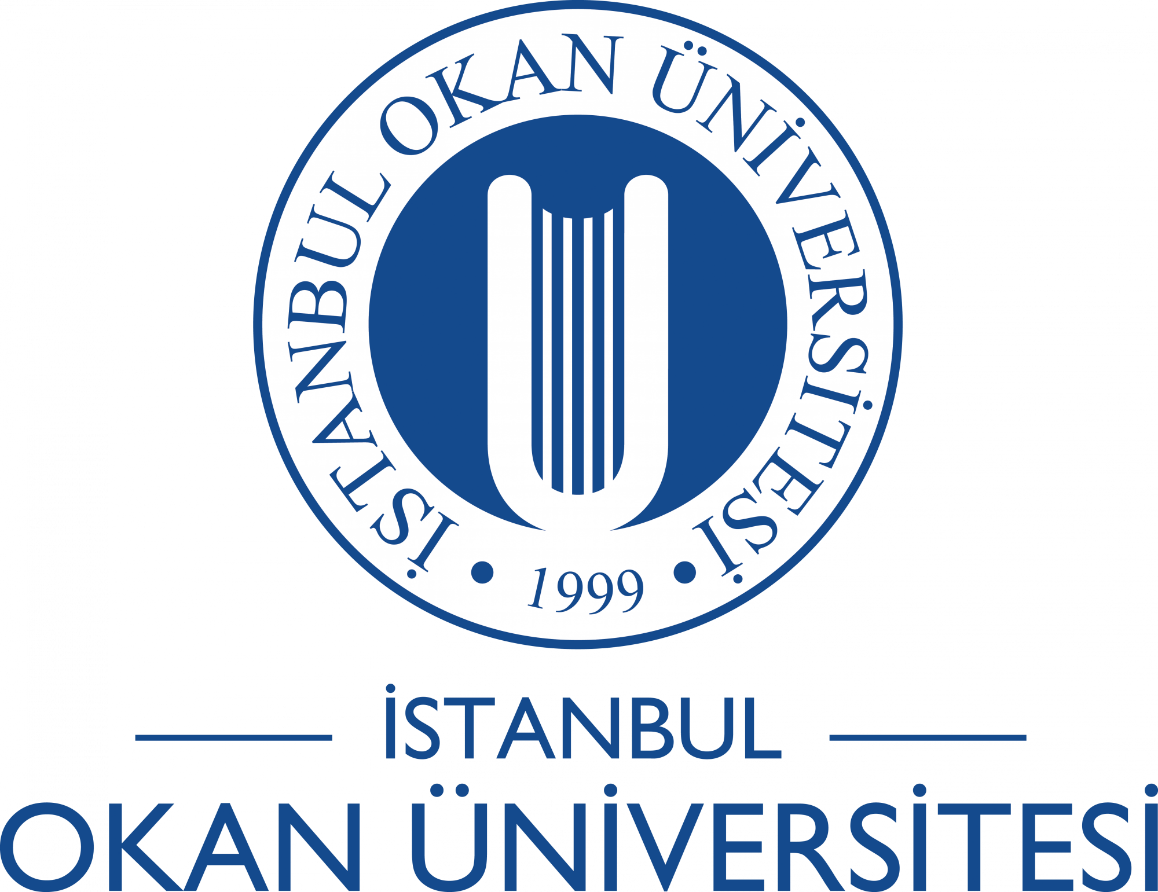 İSTANBUL OKAN ÜNİVERSİTESİ
• 1999 •
İSTANBUL
OKAN ÜNİVERSİTESİ